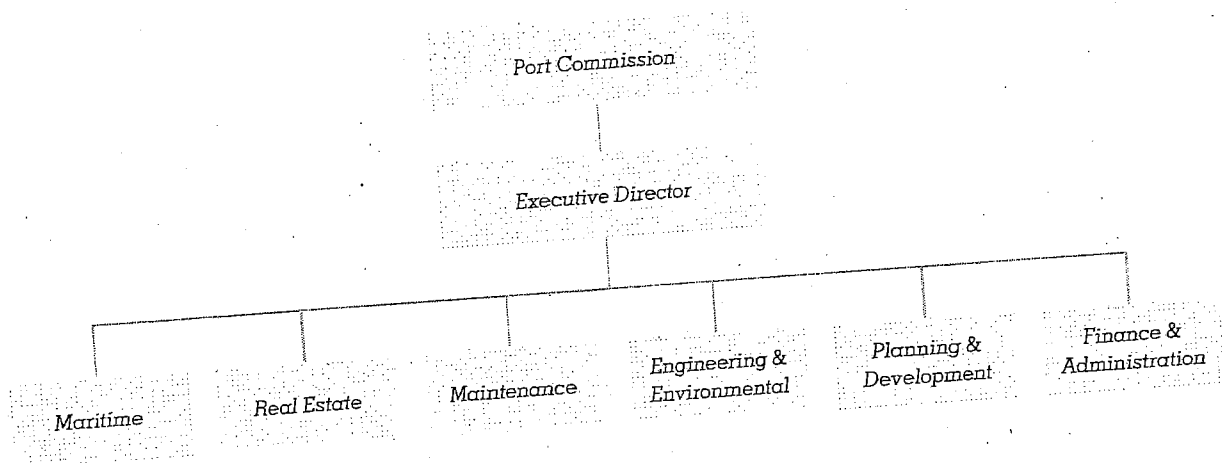 Port Commission
Executive Director
Maritime
Real Estate
Maintenance
Engineering &
Environmental
Planning &
Development
Finance &
Administration